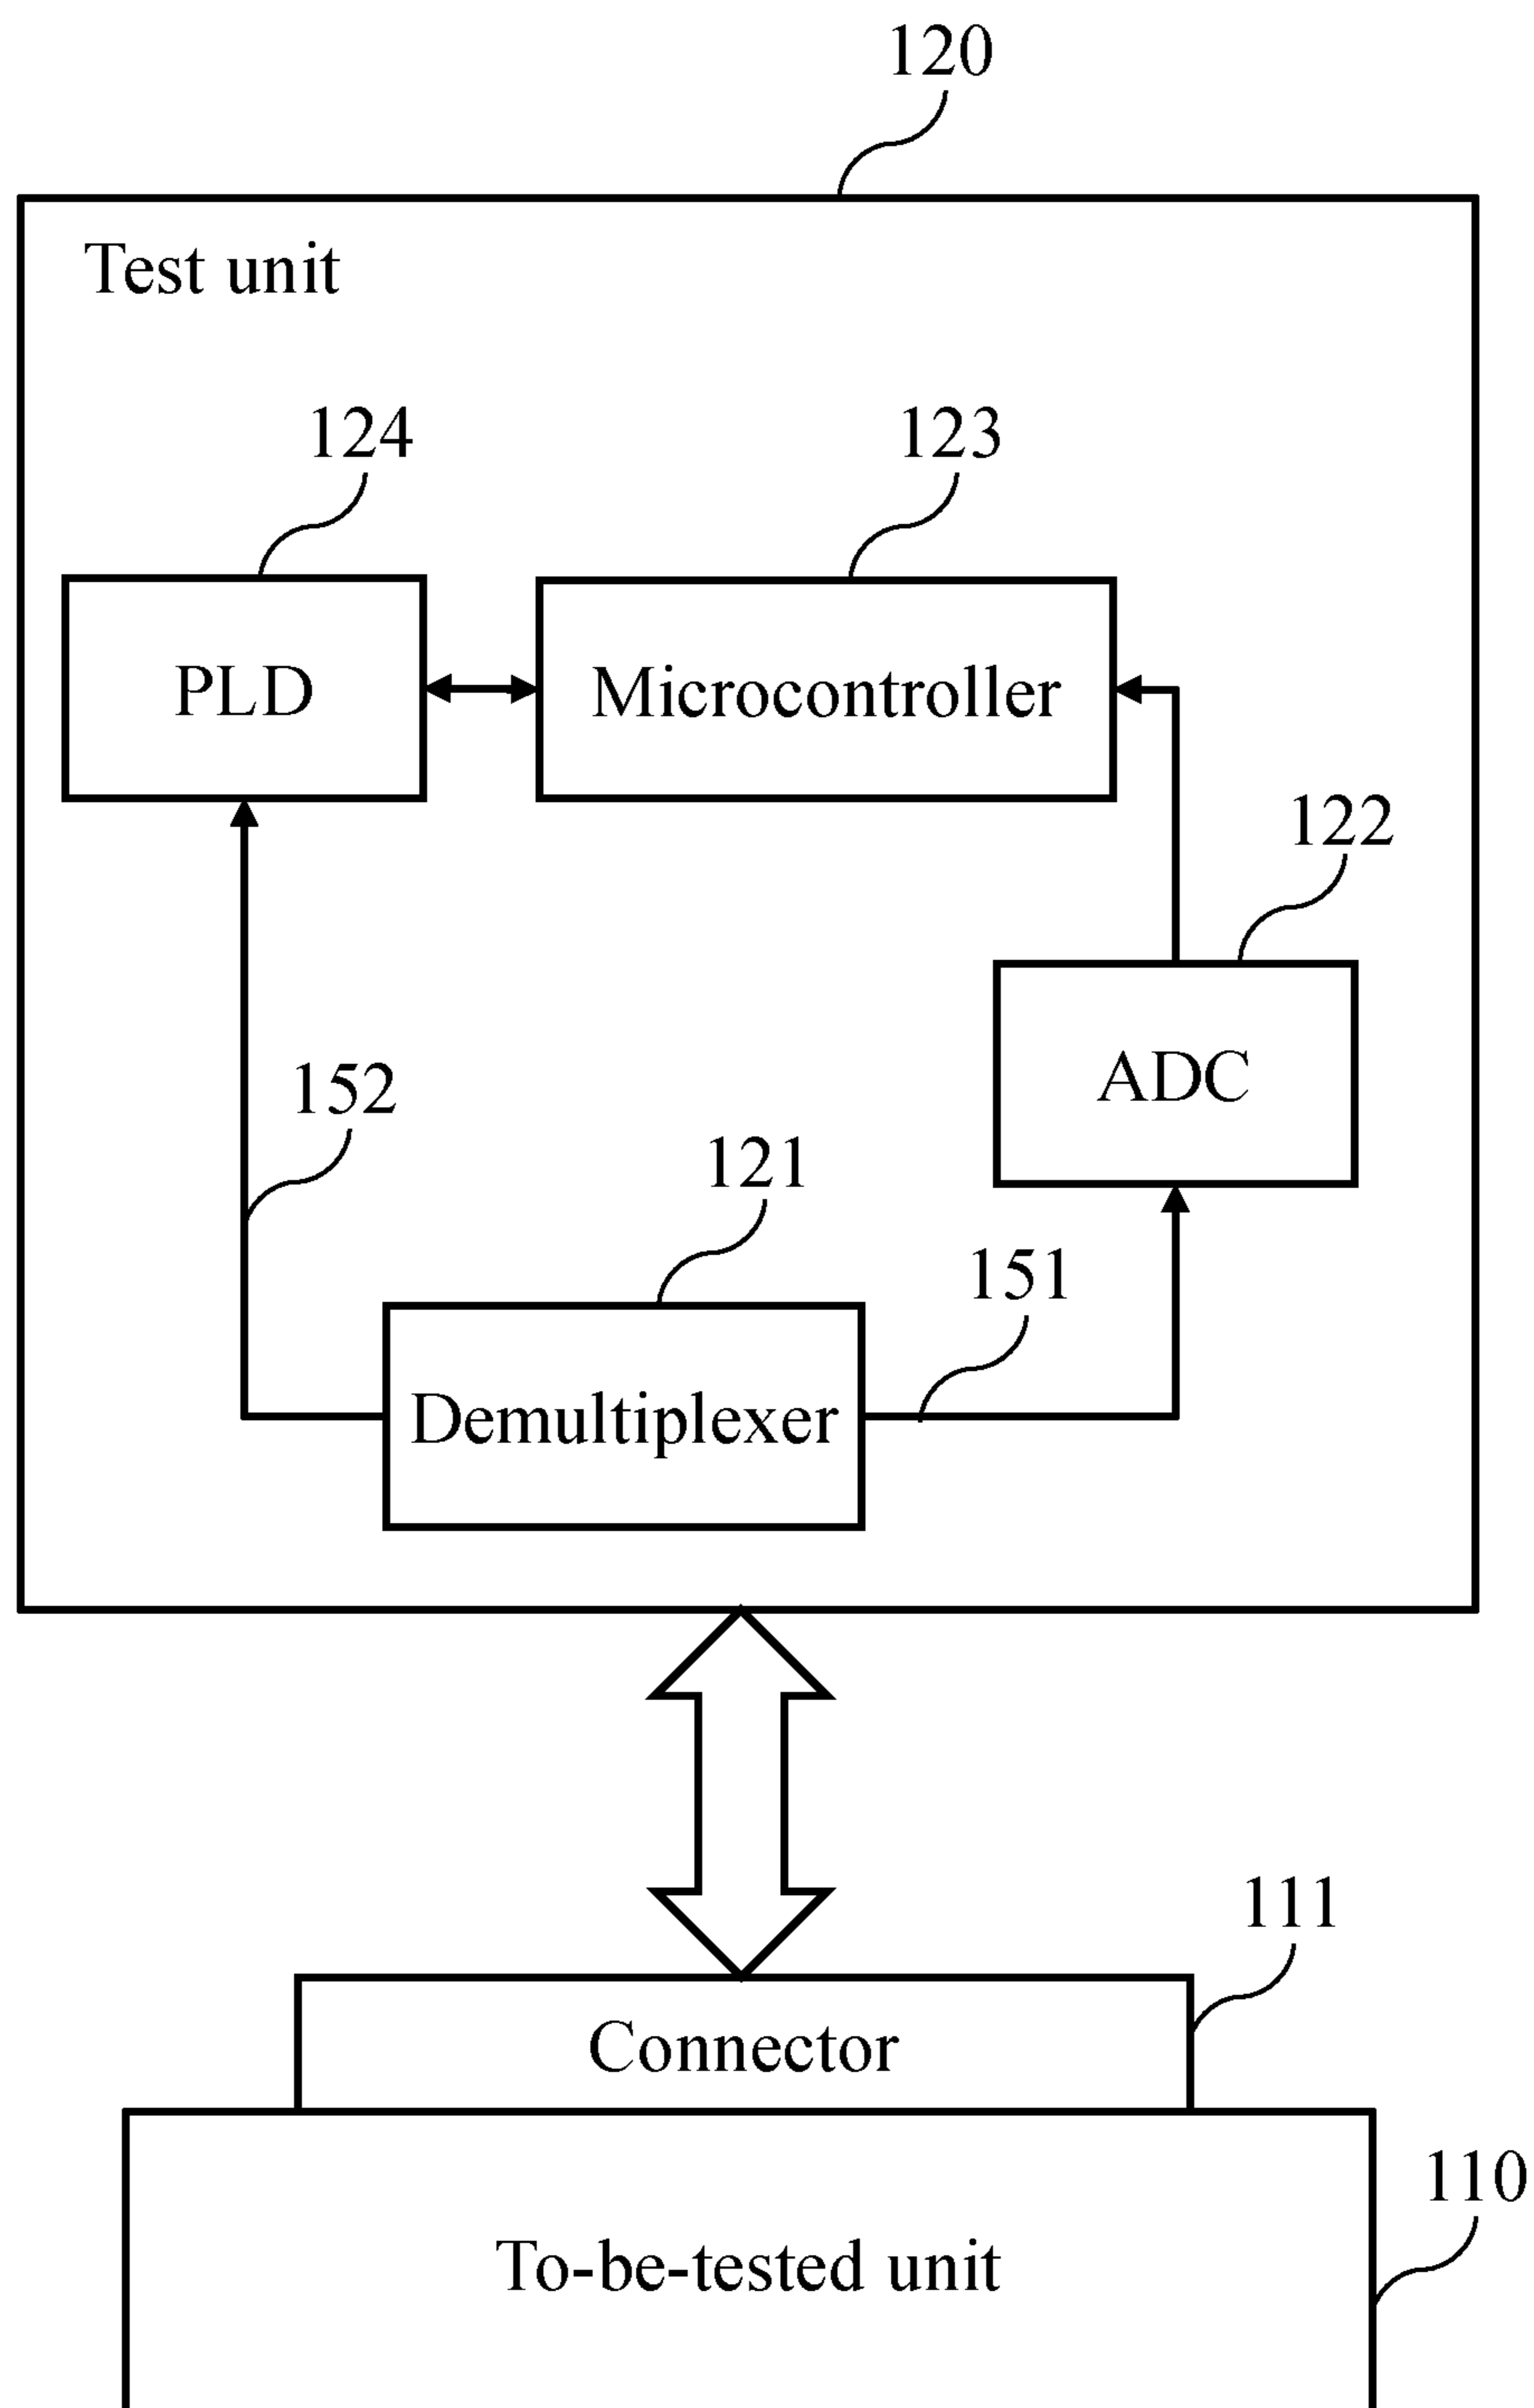 120
Test unit
124
123
PLD
Microcontroller
122
ADC
152
121
151
Demultiplexer
111
Connector
110
To-be-tested unit